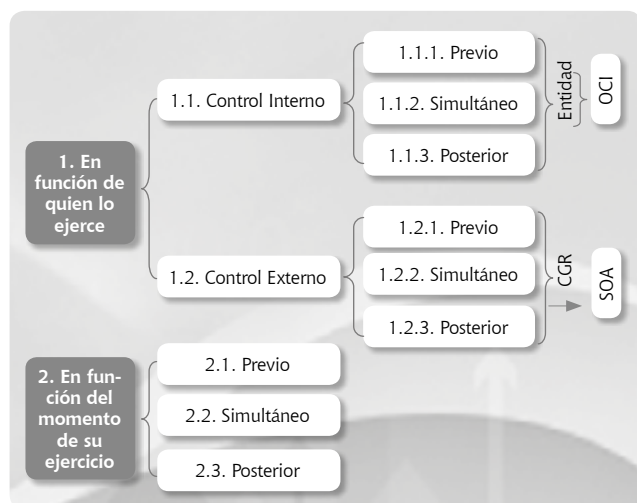 1. En
función de
quien lo
ejerce
1.1. Control Interno
1.1.1. Previo
1.1.2. Simultáneo
1.1.3. Posterior
Entidad
OCI
1.2. Control Externo
1.2.1. Previo
1.2.2. Simultáneo
1.2.3. Posterior
CGR
SOA
2. En fun-
ción del
momento
de su
ejercicio
2.1. Previo
2.2. Simultáneo
2.3. Posterior